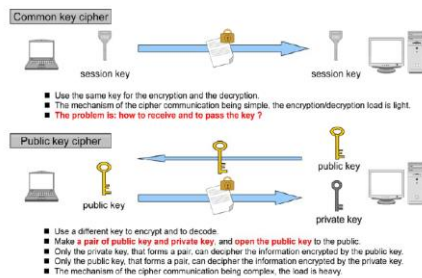 Common key cipher
session key
session key
Use the same key for the encryption and the decryption.
The mechanism of the cipher communication being simple, the encryption/decryption load is light.
The problem is: how to receive and to pass the key ?
Public key cipher
public key
public key
private key
Use a different key to encrypt and to decode.
Make a pair of public key and private key, and open the public key to the public.
Only the private key, that forms a pair, can decipher the information encrypted by the public key.
Only the public key, that forms a pair, can decipher the information encrypted by the private key.
The mechanism of the cipher communication being complex, the load is heavy.